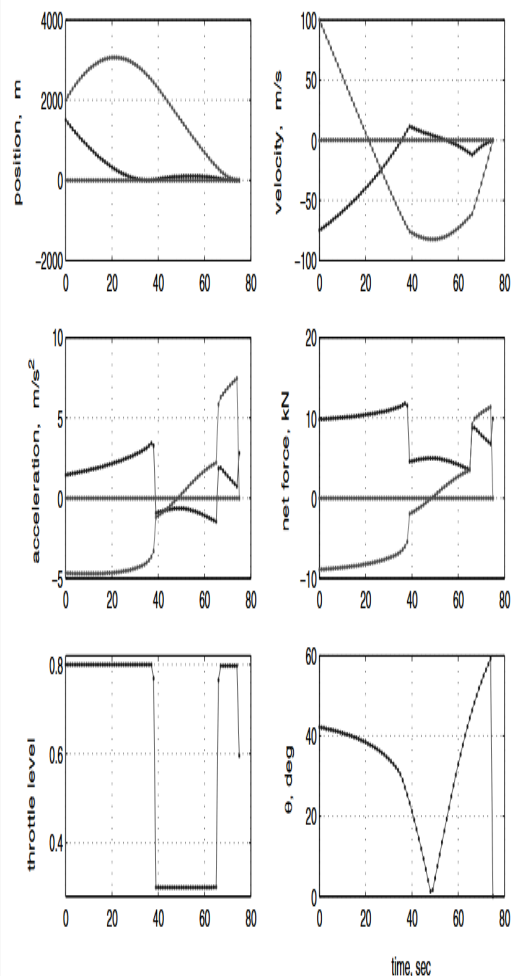 4000
2000
0
−2000
position, m
0 20 40 60 80
100
50
0
−50
−100
velocity, m/s
0 20 40 60 80
10
5
0
−5
acceleration, m/s²
0 20 40 60 80
20
10
0
−10
net force, kN
0 20 40 60 80
0.8
0.6
0.4
throttle level
0 20 40 60 80
60
40
20
0
θ, deg
0 20 40 60 80
time, sec